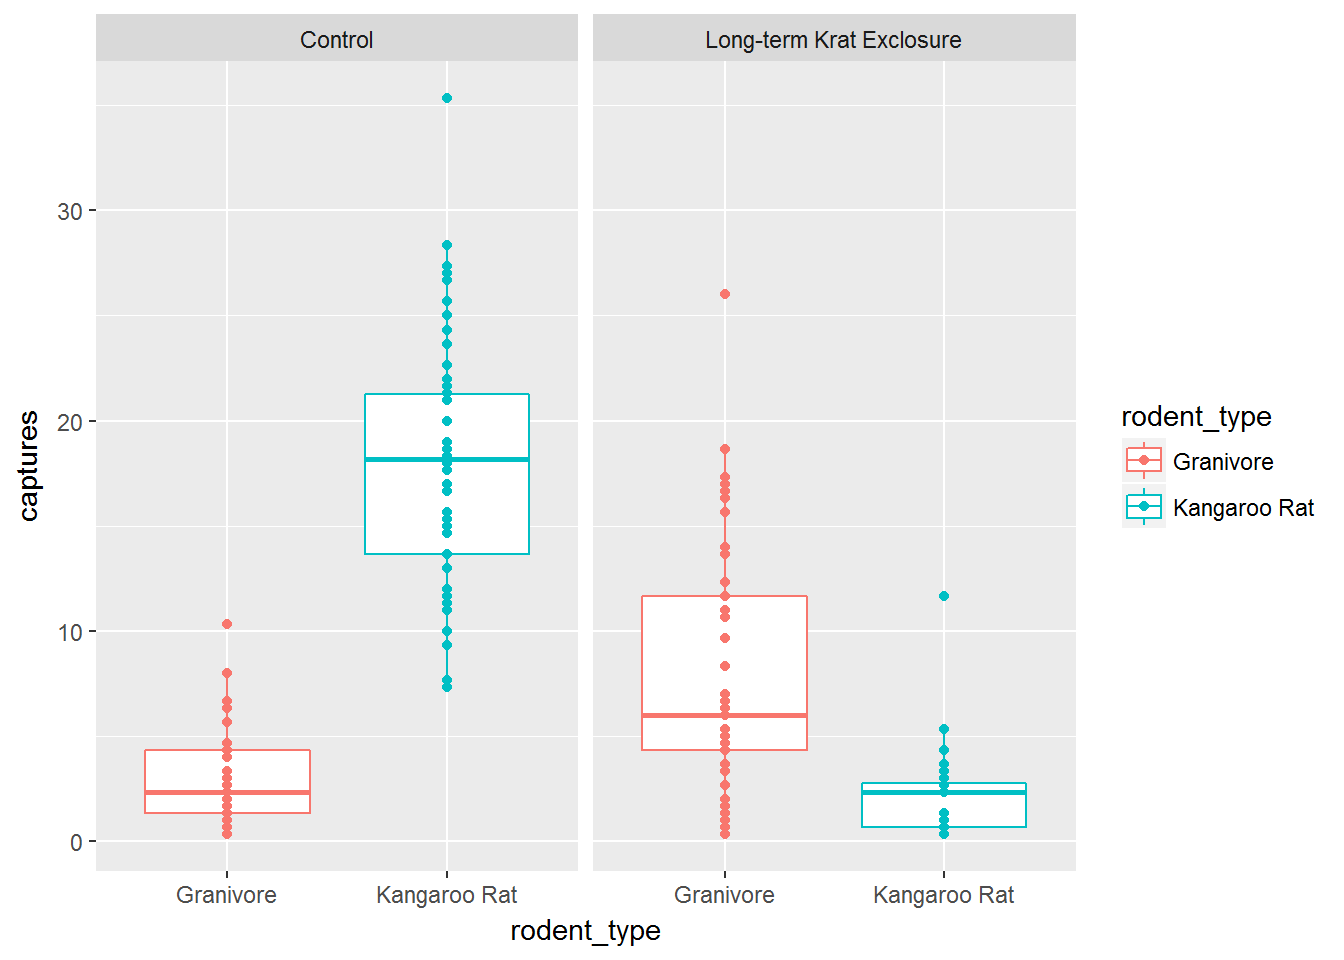 Control
Long-term Krat Exclosure
captures
30
20
10
0
Granivore
Kangaroo Rat
Granivore
Kangaroo Rat
rodent_type
rodent_type
Granivore
Kangaroo Rat